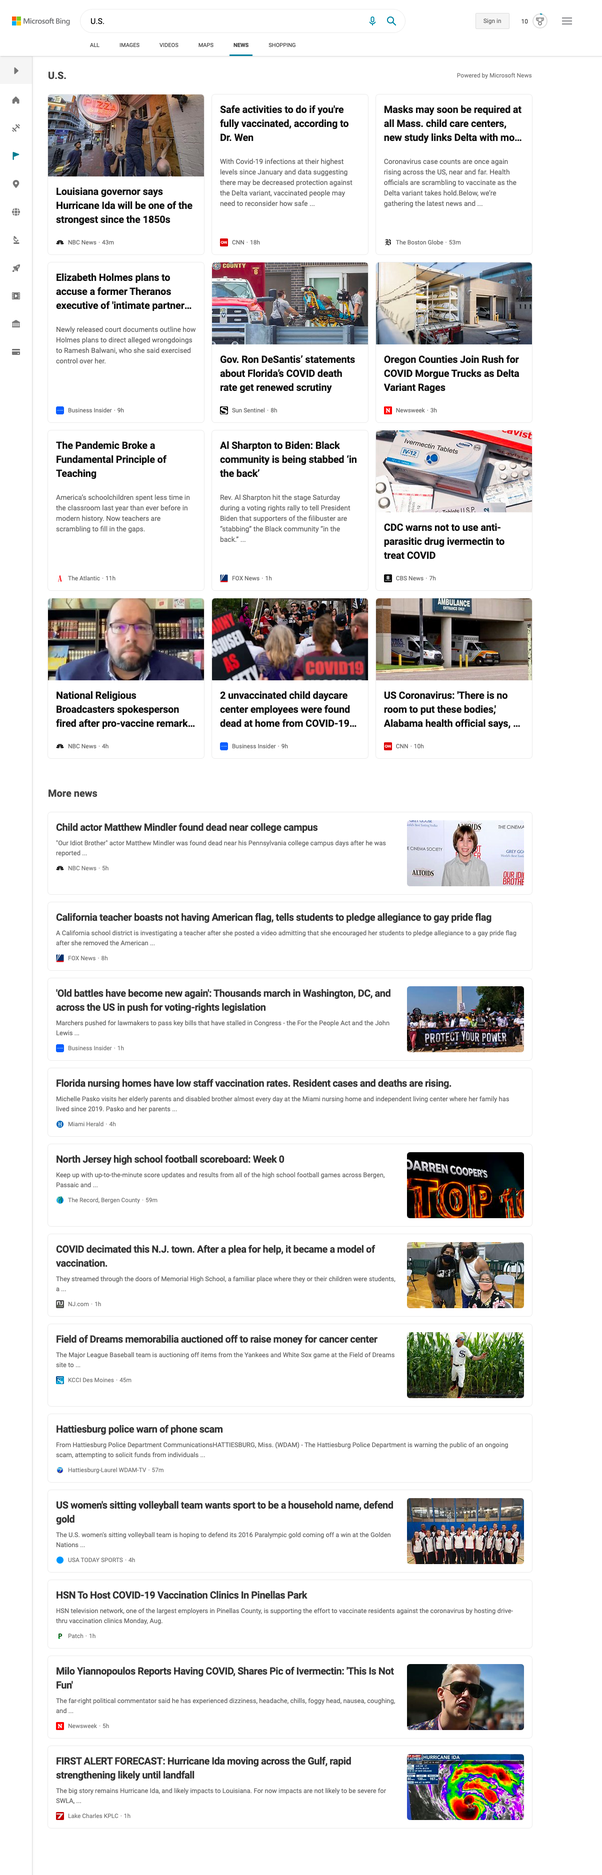 Microsoft Bing
U.S.
Sign in
10
ALL
IMAGES
VIDEOS
MAPS
NEWS
SHOPPING
U.S.
Powered by Microsoft News
PIZZA
Louisiana governor says
Hurricane Ida will be one of the
strongest since the 1850s
NBC News · 43m
Safe activities to do if you're
fully vaccinated, according to
Dr. Wen
With Covid-19 infections at their highest
levels since January and data suggesting
there may be decreased protection against
the Delta variant, vaccinated people may
need to reconsider how safe ...
CNN · 18h
Masks may soon be required at
all Mass. child care centers,
new study links Delta with mo...
Coronavirus case counts are once again
rising across the US, near and far. Health
officials are scrambling to vaccinate as the
Delta variant takes hold.Below, we're
gathering the latest news and ...
The Boston Globe · 53m
Elizabeth Holmes plans to
accuse a former Theranos
executive of 'intimate partner...
Newly released court documents outline how
Holmes plans to direct alleged wrongdoings
to Ramesh Balwani, who she said exercised
control over her.
Business Insider · 9h
COUNTY
Gov. Ron DeSantis' statements
about Florida's COVID death
rate get renewed scrutiny
Sun Sentinel · 8h
Oregon Counties Join Rush for
COVID Morgue Trucks as Delta
Variant Rages
Newsweek · 3h
The Pandemic Broke a
Fundamental Principle of
Teaching
America's schoolchildren spent less time in
the classroom last year than ever before in
modern history. Now teachers are
scrambling to fill in the gaps.
The Atlantic · 11h
Al Sharpton to Biden: Black
community is being stabbed 'in
the back'
Rev. Al Sharpton hit the stage Saturday
during a voting rights rally to tell President
Biden that supporters of the filibuster are
"stabbing" the Black community "in the
back." ...
FOX News · 1h
Ivermectin Tablets
CDC warns not to use anti-
parasitic drug ivermectin to
treat COVID
CBS News · 7h
National Religious
Broadcasters spokesperson
fired after pro-vaccine remark...
NBC News · 4h
AS
COVID19
2 unvaccinated child daycare
center employees were found
dead at home from COVID-19...
Business Insider · 9h
AMBULANCE
US Coronavirus: 'There is no
room to put these bodies,'
Alabama health official says, ...
CNN · 10h
More news
Child actor Matthew Mindler found dead near college campus
"Our Idiot Brother" actor Matthew Mindler was found dead near his Pennsylvania college campus days after he was
reported ...
NBC News · 5h
ALTOIDS
THE CINEMA
CINEMA SOCIETY
ALTOIDS
OUR IDIOT
BROTHER
California teacher boasts not having American flag, tells students to pledge allegiance to gay pride flag
A California school district is investigating a teacher after she posted a video admitting that she encouraged her students to pledge allegiance to a gay pride flag
after she removed the American ...
FOX News · 8h
'Old battles have become new again': Thousands march in Washington, DC, and
across the US in push for voting-rights legislation
Marchers pushed for lawmakers to pass key bills that have stalled in Congress - the For the People Act and the John
Lewis ...
Business Insider · 1h
PROTECT YOUR POWER
Florida nursing homes have low staff vaccination rates. Resident cases and deaths are rising.
Michelle Pasko visits her elderly parents and disabled brother almost every day at the Miami nursing home and independent living center where her family has
lived since 2019. Pasko and her parents ...
Miami Herald · 4h
North Jersey high school football scoreboard: Week 0
Keep up with up-to-the-minute score updates and results from all of the high school football games across Bergen,
Passaic and ...
The Record, Bergen County · 59m
DARREN COOPER'S
TOP
COVID decimated this N.J. town. After a plea for help, it became a model of
vaccination.
They streamed through the doors of Memorial High School, a familiar place where they or their children were students,
a ...
NJ.com · 1h
Field of Dreams memorabilia auctioned off to raise money for cancer center
The Major League Baseball team is auctioning off items from the Yankees and White Sox game at the Field of Dreams
site to ...
KCCI Des Moines · 45m
Hattiesburg police warn of phone scam
From Hattiesburg Police Department CommunicationsHATTIESBURG, Miss. (WDAM) - The Hattiesburg Police Department is warning the public of an ongoing
scam, attempting to solicit funds from individuals ...
Hattiesburg-Laurel WDAM-TV · 57m
US women's sitting volleyball team wants sport to be a household name, defend
gold
The U.S. women's sitting volleyball team is hoping to defend its 2016 Paralympic gold coming off a win at the Golden
Nations ...
USA TODAY SPORTS · 4h
HSN To Host COVID-19 Vaccination Clinics In Pinellas Park
HSN television network, one of the largest employers in Pinellas County, is supporting the effort to vaccinate residents against the coronavirus by hosting drive-
thru vaccination clinics Monday, Aug.
Patch · 1h
Milo Yiannopoulos Reports Having COVID, Shares Pic of Ivermectin: 'This Is Not
Fun'
The far-right political commentator said he has experienced dizziness, headache, chills, foggy head, nausea, coughing,
and ...
Newsweek · 5h
FIRST ALERT FORECAST: Hurricane Ida moving across the Gulf, rapid
strengthening likely until landfall
The big story remains Hurricane Ida, and likely impacts to Louisiana. For now impacts are not likely to be severe for
SWLA, ...
Lake Charles KPLC · 1h
HURRICANE IDA